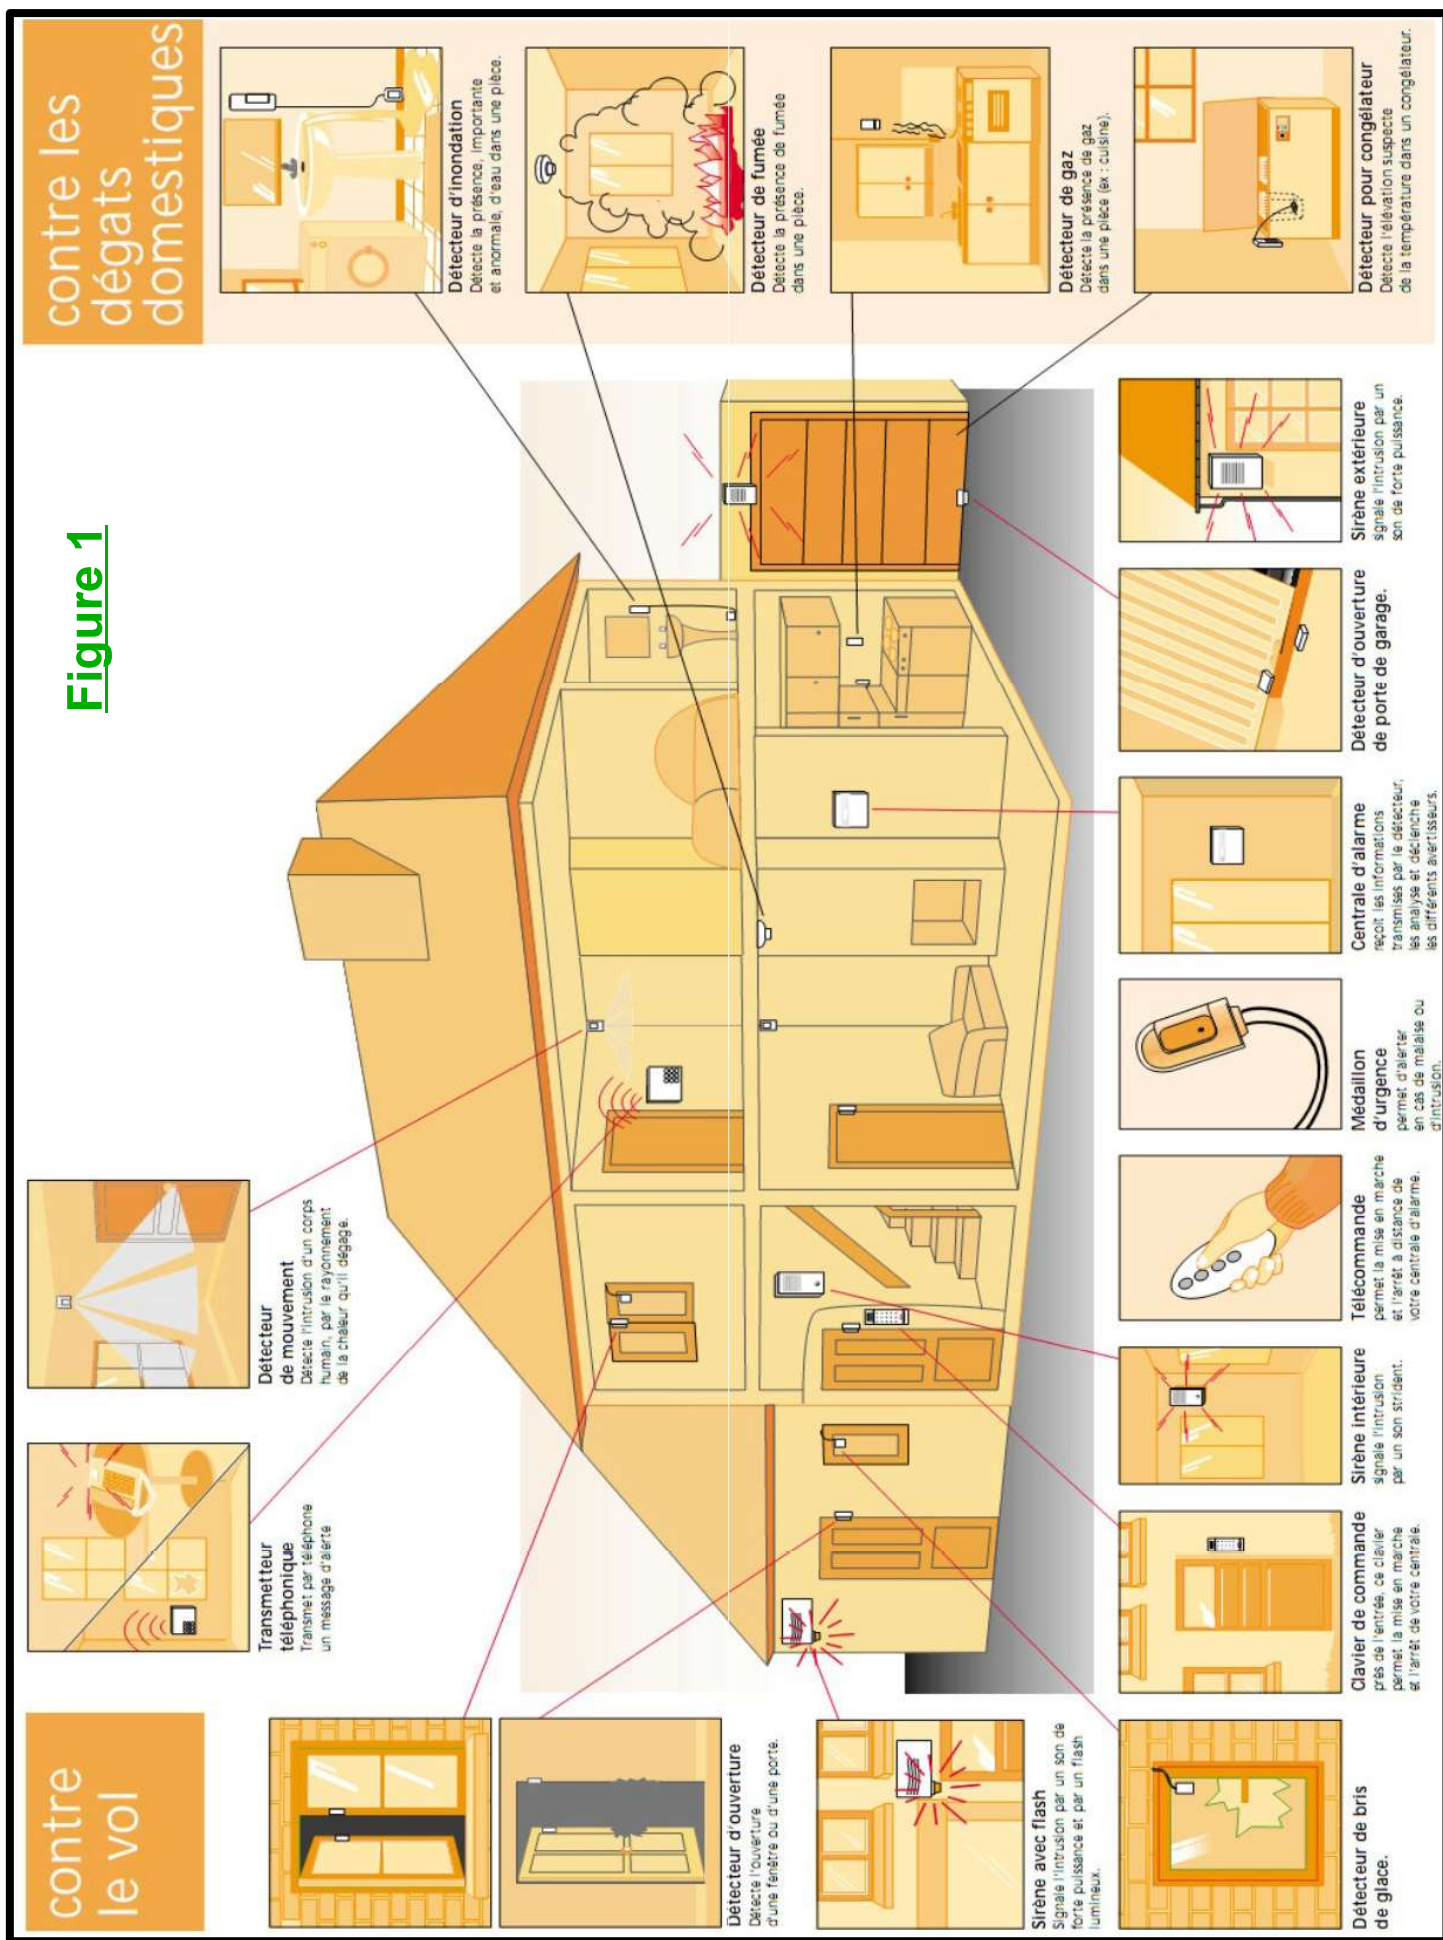 Figure 1
contre
le vol
contre les
dégats
domestiques
Transmetteur
téléphonique
Transmet par téléphone
un message d'alerte
Détecteur
de mouvement
Détecte l'intrusion d'un corps
humain, par le rayonnement
de la chaleur qu'il dégage.
Détecteur d'inondation
Détecte la présence, importante
et anormale, d'eau dans une pièce.
Détecteur de fumée
Détecte la présence de fumée
dans une pièce.
Détecteur de gaz
Détecte la présence de gaz
dans une pièce (ex : cuisine).
Détecteur pour congélateur
Détecte l'élévation suspecte
de la température dans un congélateur.
Détecteur d'ouverture
Détecte l'ouverture
d'une fenêtre ou d'une porte.
Sirène avec flash
Signale l'intrusion par un son de
forte puissance et par un flash
lumineux.
Détecteur de bris
de glace.
Clavier de commande
près de l'entrée, ce clavier
permet la mise en marche
et l'arrêt de votre centrale.
Sirène intérieure
signale l'intrusion
par un son strident.
Télécommande
permet la mise en marche
et l'arrêt à distance de
votre centrale d'alarme.
Médaillon
d'urgence
permet d'alerter
en cas de malaise ou
d'intrusion.
Centrale d'alarme
reçoit les informations
transmises par le détecteur,
les analyse et déclenche
les différents avertisseurs.
Détecteur d'ouverture
de porte de garage.
Sirène extérieure
signale l'intrusion par un
son de forte puissance.